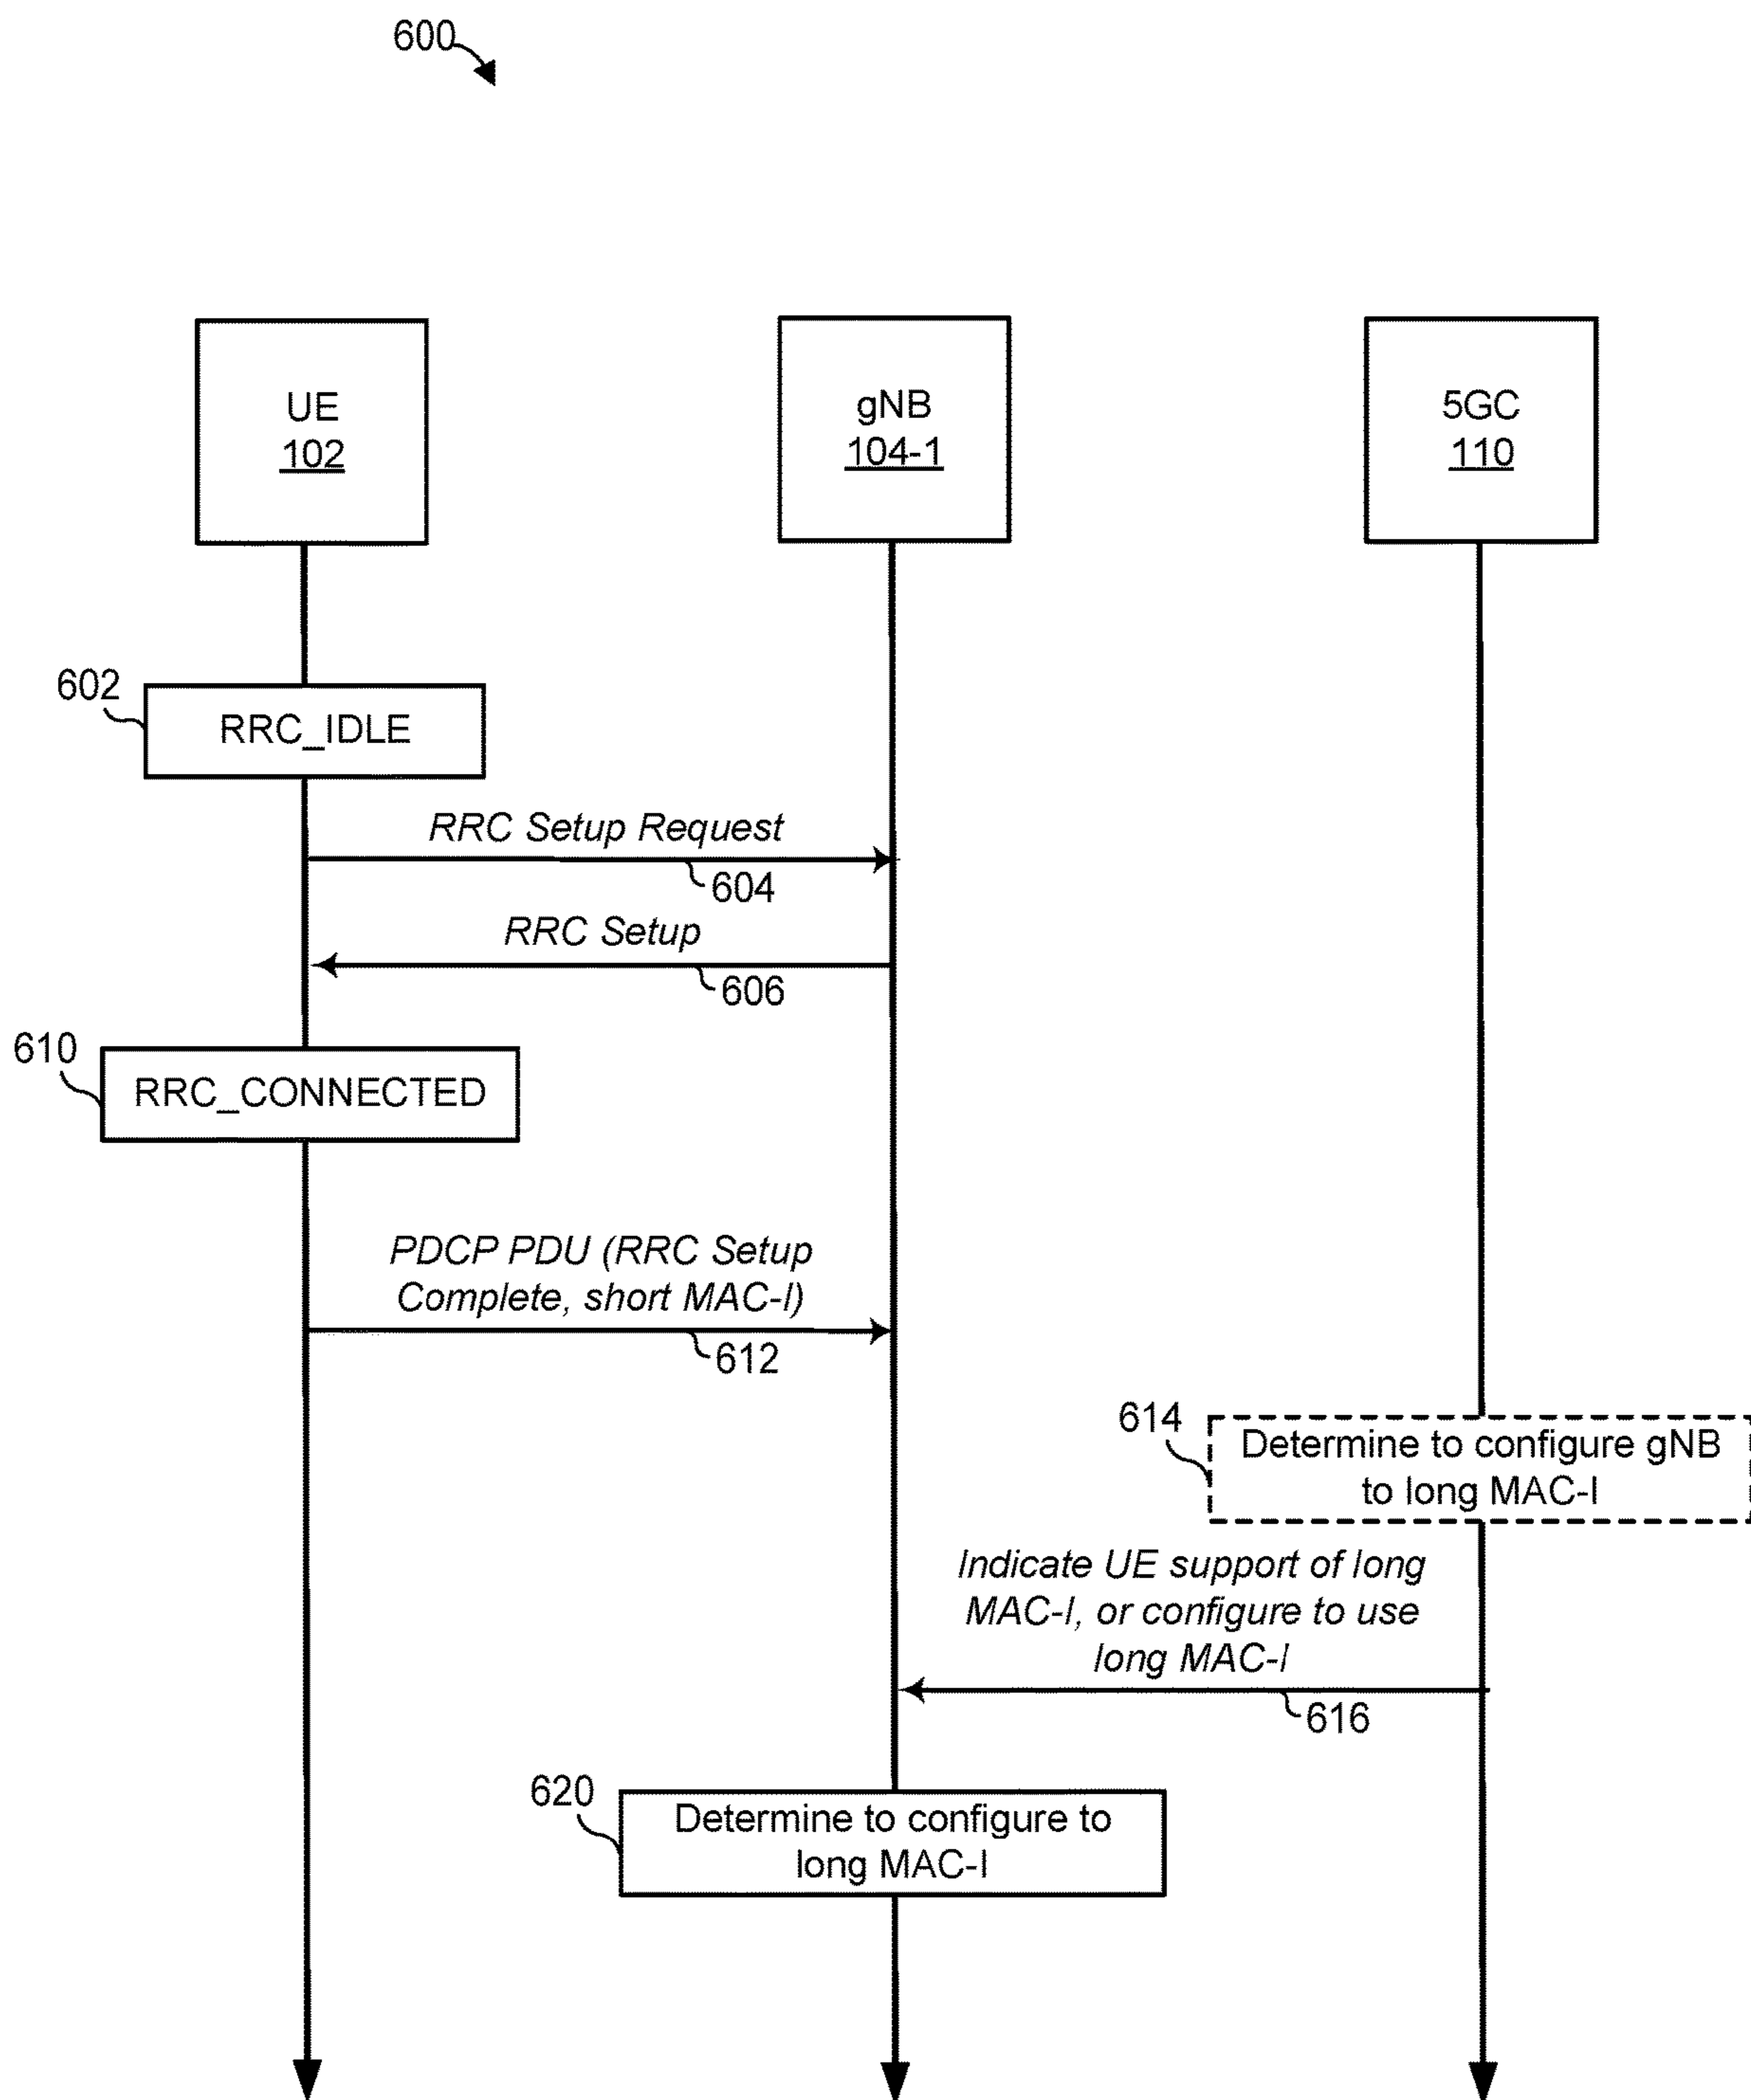 600
UE
102
gNB
104-1
5GC
110
602
RRC_IDLE
RRC Setup Request
604
RRC Setup
606
610
RRC_CONNECTED
PDCP PDU (RRC Setup
Complete, short MAC-I)
612
614
Determine to configure gNB
to long MAC-I
Indicate UE support of long
MAC-I, or configure to use
long MAC-I
616
620
Determine to configure to
long MAC-I